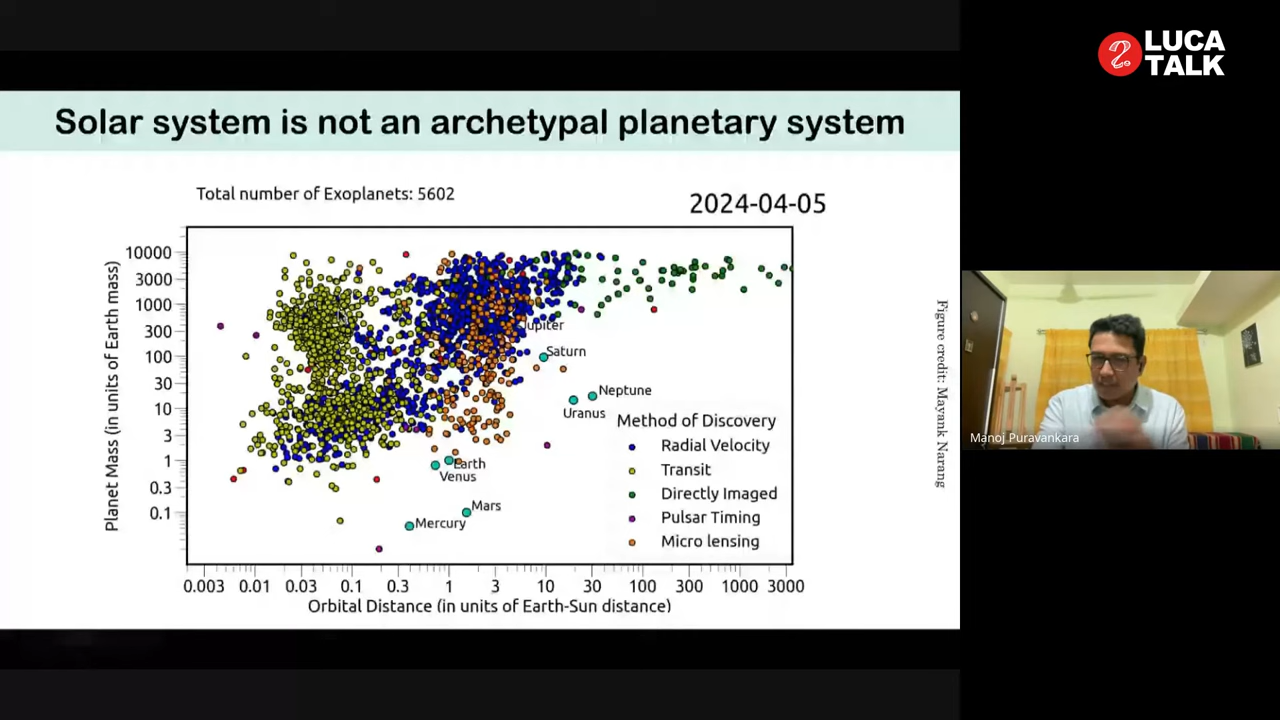 LUCA
TALK
Solar system is not an archetypal planetary system
Total number of Exoplanets: 5602
2024-04-05
Planet Mass (in units of Earth mass)
10000
3000
1000
300
100
30
10
3
1
0.3
0.1
Jupiter
Saturn
Neptune
Uranus
Earth
Venus
Mars
Mercury
Method of Discovery
Radial Velocity
Transit
Directly Imaged
Pulsar Timing
Micro lensing
0.003 0.01 0.03 0.1 0.3 1 3 10 30 100 300 1000 3000
Orbital Distance (in units of Earth-Sun distance)
Figure credit: Mayank Narang
Manoj Puravankara